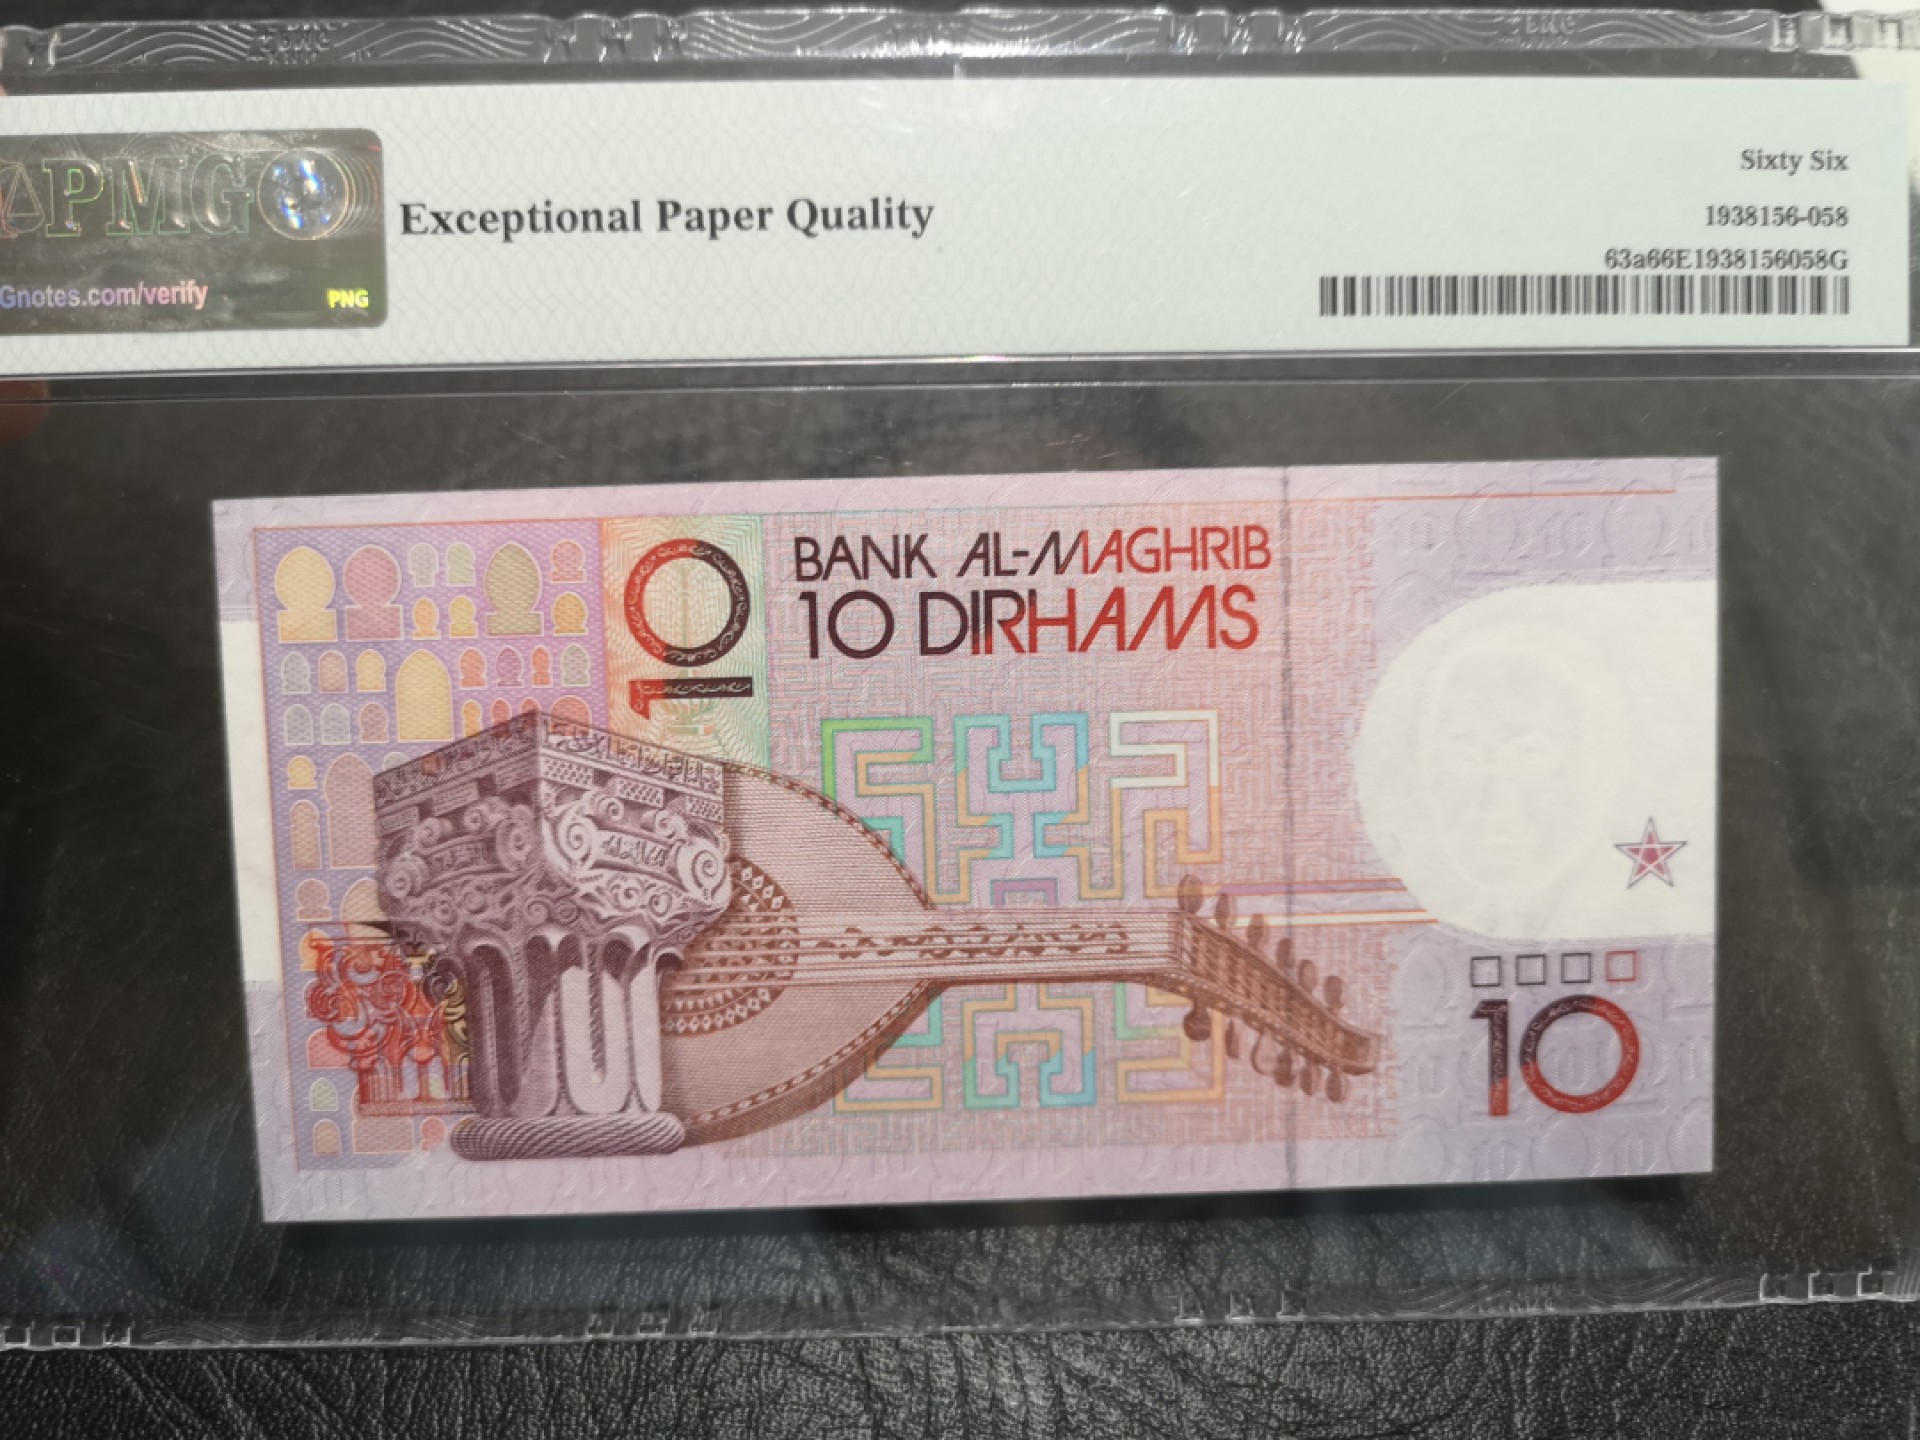 PMG
Gnotes.com/verify
PNG
Exceptional Paper Quality
Sixty Six
1938156-058
63a66E1938156058G
10
BANK AL-MAGHRIB
10 DIRHAMS
10